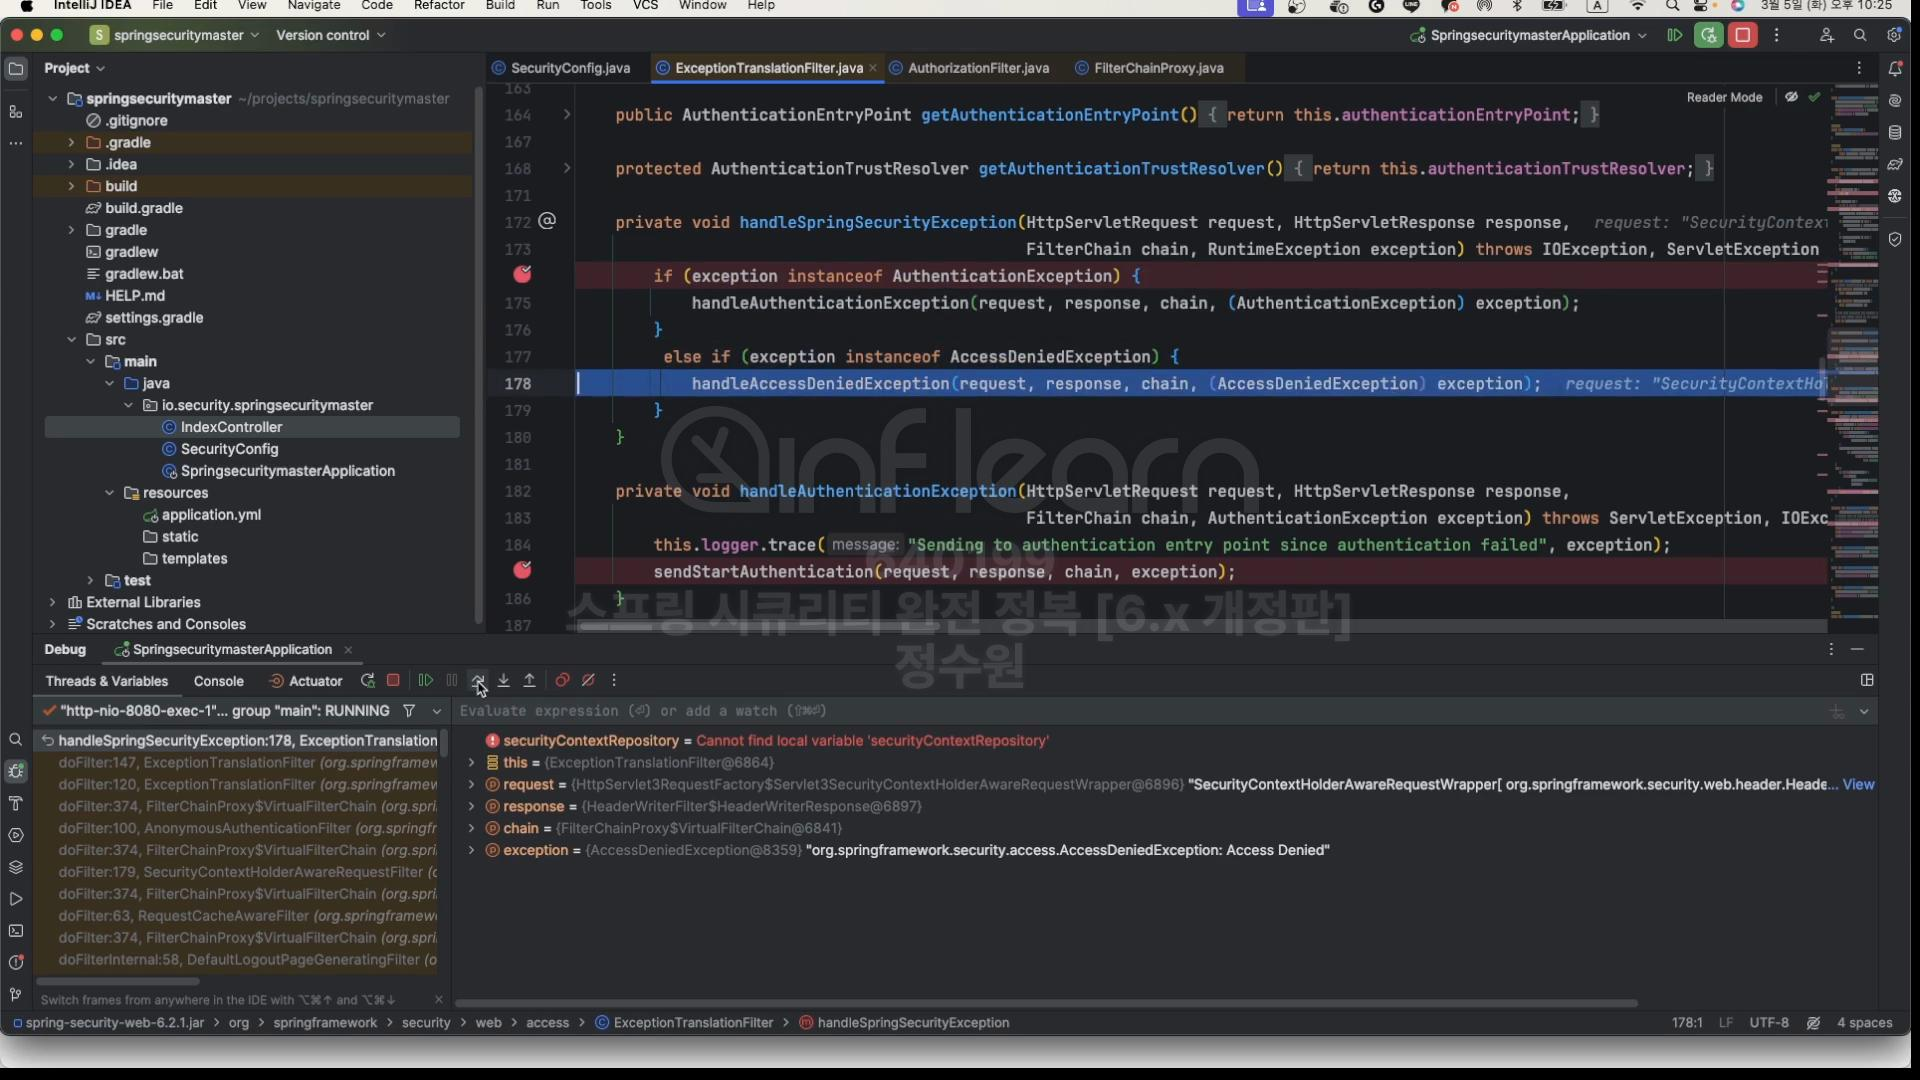 IntelliJ IDEA File Edit View Navigate Code Refactor Build Run Tools VCS Window Help
A 3월 5일 (화) 오후 10:25
S springsecuritymaster Version control
SpringsecuritymasterApplication
Project
springsecuritymaster ~/projects/springsecuritymaster
.gitignore
.gradle
.idea
build
build.gradle
gradle
gradlew
gradlew.bat
M↓ HELP.md
settings.gradle
src
main
java
io.security.springsecuritymaster
IndexController
SecurityConfig
SpringsecuritymasterApplication
resources
application.yml
static
templates
test
External Libraries
Scratches and Consoles
SecurityConfig.java ExceptionTranslationFilter.java AuthorizationFilter.java FilterChainProxy.java
Reader Mode
163
164 public AuthenticationEntryPoint getAuthenticationEntryPoint() { return this.authenticationEntryPoint; }
167
168 protected AuthenticationTrustResolver getAuthenticationTrustResolver() { return this.authenticationTrustResolver; }
171
172 @ private void handleSpringSecurityException(HttpServletRequest request, HttpServletResponse response, request: "SecurityContext
173 FilterChain chain, RuntimeException exception) throws IOException, ServletException
if (exception instanceof AuthenticationException) {
175 handleAuthenticationException(request, response, chain, (AuthenticationException) exception);
176 }
177 else if (exception instanceof AccessDeniedException) {
178 handleAccessDeniedException(request, response, chain, (AccessDeniedException) exception); request: "SecurityContextHo
179 }
180 }
181
182 private void handleAuthenticationException(HttpServletRequest request, HttpServletResponse response,
183 FilterChain chain, AuthenticationException exception) throws ServletException, IOExc
184 this.logger.trace( message: "Sending to authentication entry point since authentication failed", exception);
sendStartAuthentication(request, response, chain, exception);
186 }
187
inflearn
640199
스프링 시큐리티 완전 정복 [6.x 개정판]
정수원
Debug SpringsecuritymasterApplication
Threads & Variables Console Actuator
"http-nio-8080-exec-1"... group "main": RUNNING
handleSpringSecurityException:178, ExceptionTranslation
doFilter:147, ExceptionTranslationFilter (org.springframew
doFilter:120, ExceptionTranslationFilter (org.springframew
doFilter:374, FilterChainProxy$VirtualFilterChain (org.spri
doFilter:100, AnonymousAuthenticationFilter (org.springfr
doFilter:374, FilterChainProxy$VirtualFilterChain (org.spri
doFilter:179, SecurityContextHolderAwareRequestFilter (o
doFilter:374, FilterChainProxy$VirtualFilterChain (org.spri
doFilter:63, RequestCacheAwareFilter (org.springframewo
doFilter:374, FilterChainProxy$VirtualFilterChain (org.spri
doFilterInternal:58, DefaultLogoutPageGeneratingFilter (o
Switch frames from anywhere in the IDE with ⌥⌘↑ and ⌥⌘↓
Evaluate expression (⏎) or add a watch (⇧⌘⏎)
securityContextRepository = Cannot find local variable 'securityContextRepository'
this = {ExceptionTranslationFilter@6864}
request = {HttpServlet3RequestFactory$Servlet3SecurityContextHolderAwareRequestWrapper@6896} "SecurityContextHolderAwareRequestWrapper[ org.springframework.security.web.header.Heade... View
response = {HeaderWriterFilter$HeaderWriterResponse@6897}
chain = {FilterChainProxy$VirtualFilterChain@6841}
exception = {AccessDeniedException@8359} "org.springframework.security.access.AccessDeniedException: Access Denied"
spring-security-web-6.2.1.jar > org > springframework > security > web > access > ExceptionTranslationFilter > handleSpringSecurityException
178:1 LF UTF-8 4 spaces